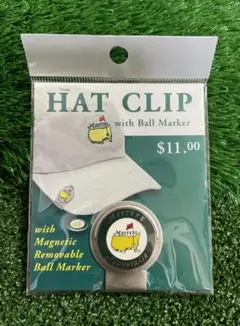 HAT CLIP
with Ball Marker
$11.00
with
Magnetic
Removable
Ball Marker
Masters